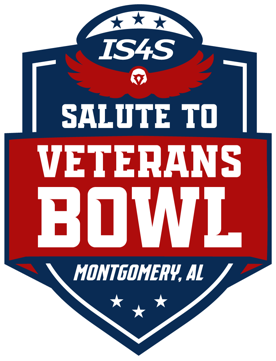 IS4S
SALUTE TO
VETERANS
BOWL
MONTGOMERY, AL